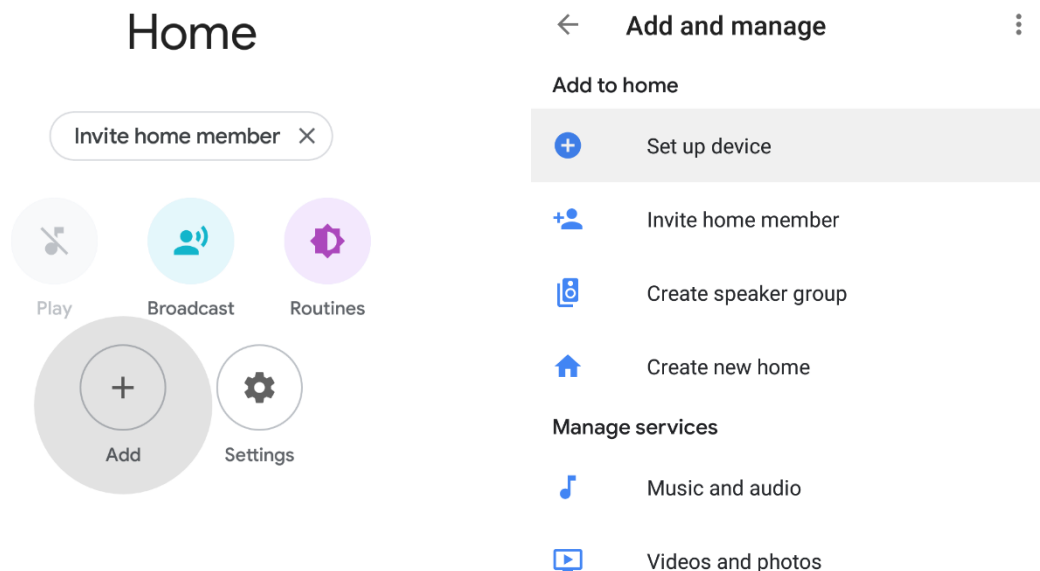 Home
Invite home member
Play
Broadcast
Routines
Add
Settings
Add and manage
Add to home
Set up device
Invite home member
Create speaker group
Create new home
Manage services
Music and audio
Videos and photos